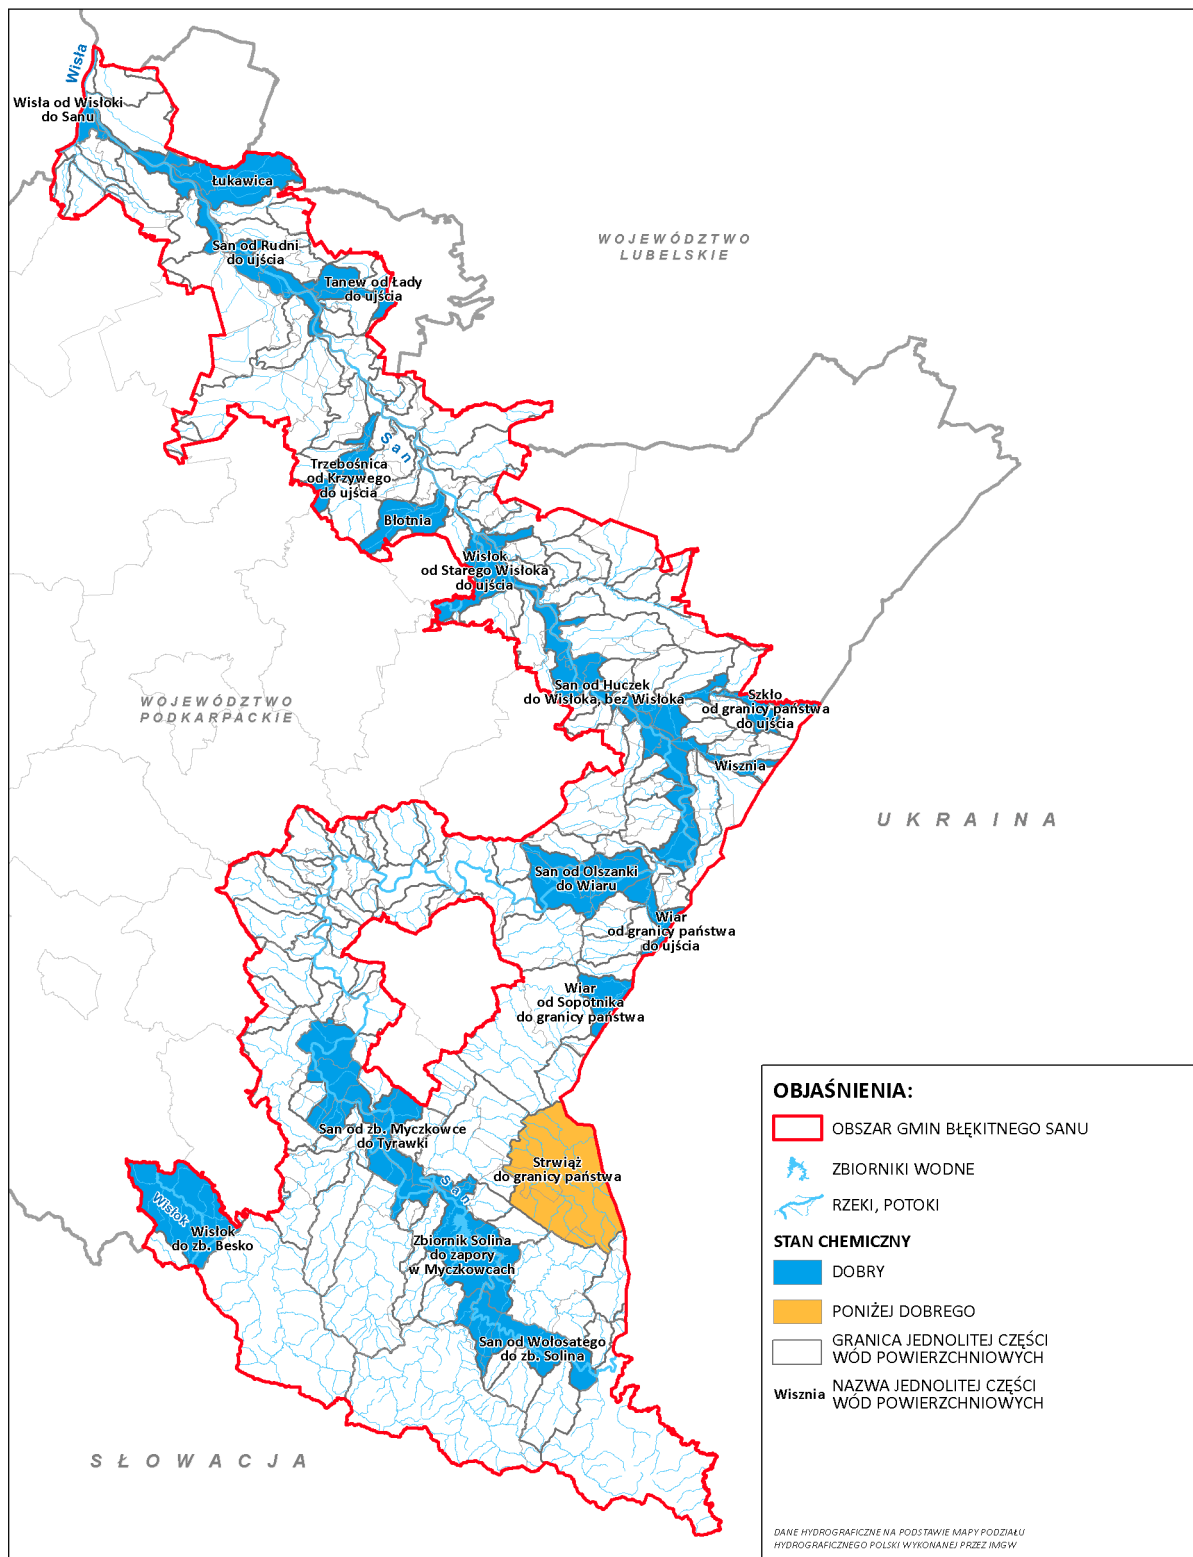 Wisła
Wisła od Wisłoki
do Sanu
Łukawica
San od Rudni
do ujścia
Tanew od Łady
do ujścia
WOJEWÓDZTWO
LUBELSKIE
San
Trzebośnica
od Krzywego
do ujścia
Błotnia
Wisłok
od Starego Wisłoka
do ujścia
San od Huczek
do Wisłoka, bez Wisłoka
Szkło
od granicy państwa
do ujścia
Wisznia
WOJEWÓDZTWO
PODKARPACKIE
UKRAINA
San od Olszanki
do Wiaru
Wiar
od granicy państwa
do ujścia
Wiar
od Sopotnika
do granicy państwa
San od zb. Myczkowce
do Tyrawki
Strwiąż
do granicy państwa
San
Wisłok
Wisłok
do zb. Besko
Zbiornik Solina
do zapory
w Myczkowcach
San od Wołosatego
do zb. Solina
SŁOWACJA
OBJAŚNIENIA:
OBSZAR GMIN BŁĘKITNEGO SANU
ZBIORNIKI WODNE
RZEKI, POTOKI
STAN CHEMICZNY
DOBRY
PONIŻEJ DOBREGO
GRANICA JEDNOLITEJ CZĘŚCI
WÓD POWIERZCHNIOWYCH
Wisznia NAZWA JEDNOLITEJ CZĘŚCI
WÓD POWIERZCHNIOWYCH
DANE HYDROGRAFICZNE NA PODSTAWIE MAPY PODZIAŁU
HYDROGRAFICZNEGO POLSKI WYKONANEJ PRZEZ IMGW